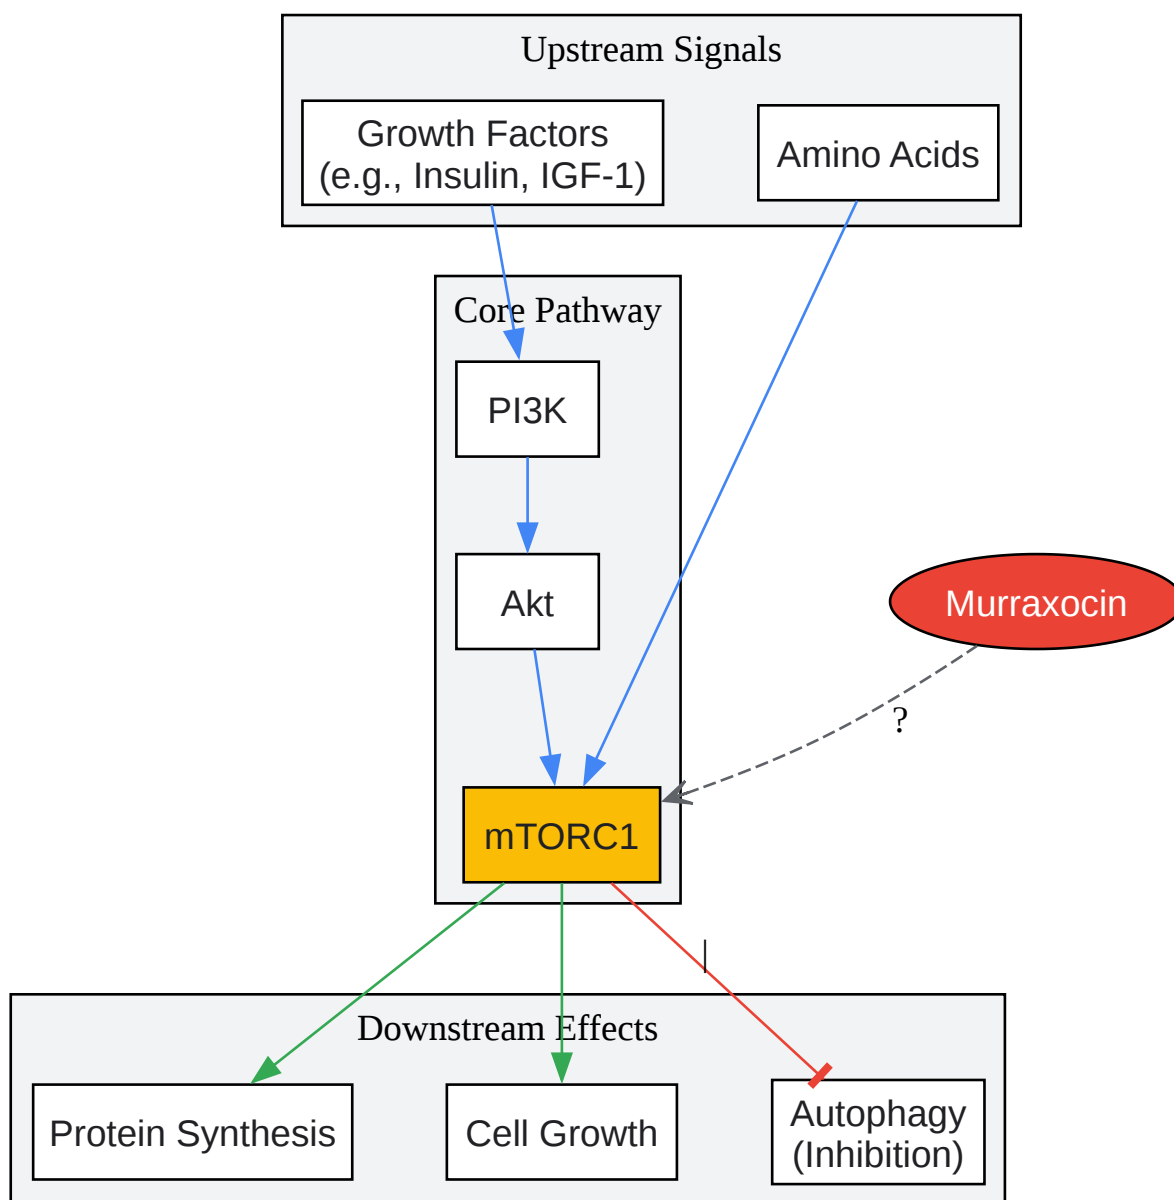 Upstream Signals
Growth Factors
(e.g., Insulin, IGF-1)
Amino Acids
Core Pathway
PI3K
Akt
Murraxocin
?
mTORC1
|
Downstream Effects
Protein Synthesis
Cell Growth
Autophagy
(Inhibition)